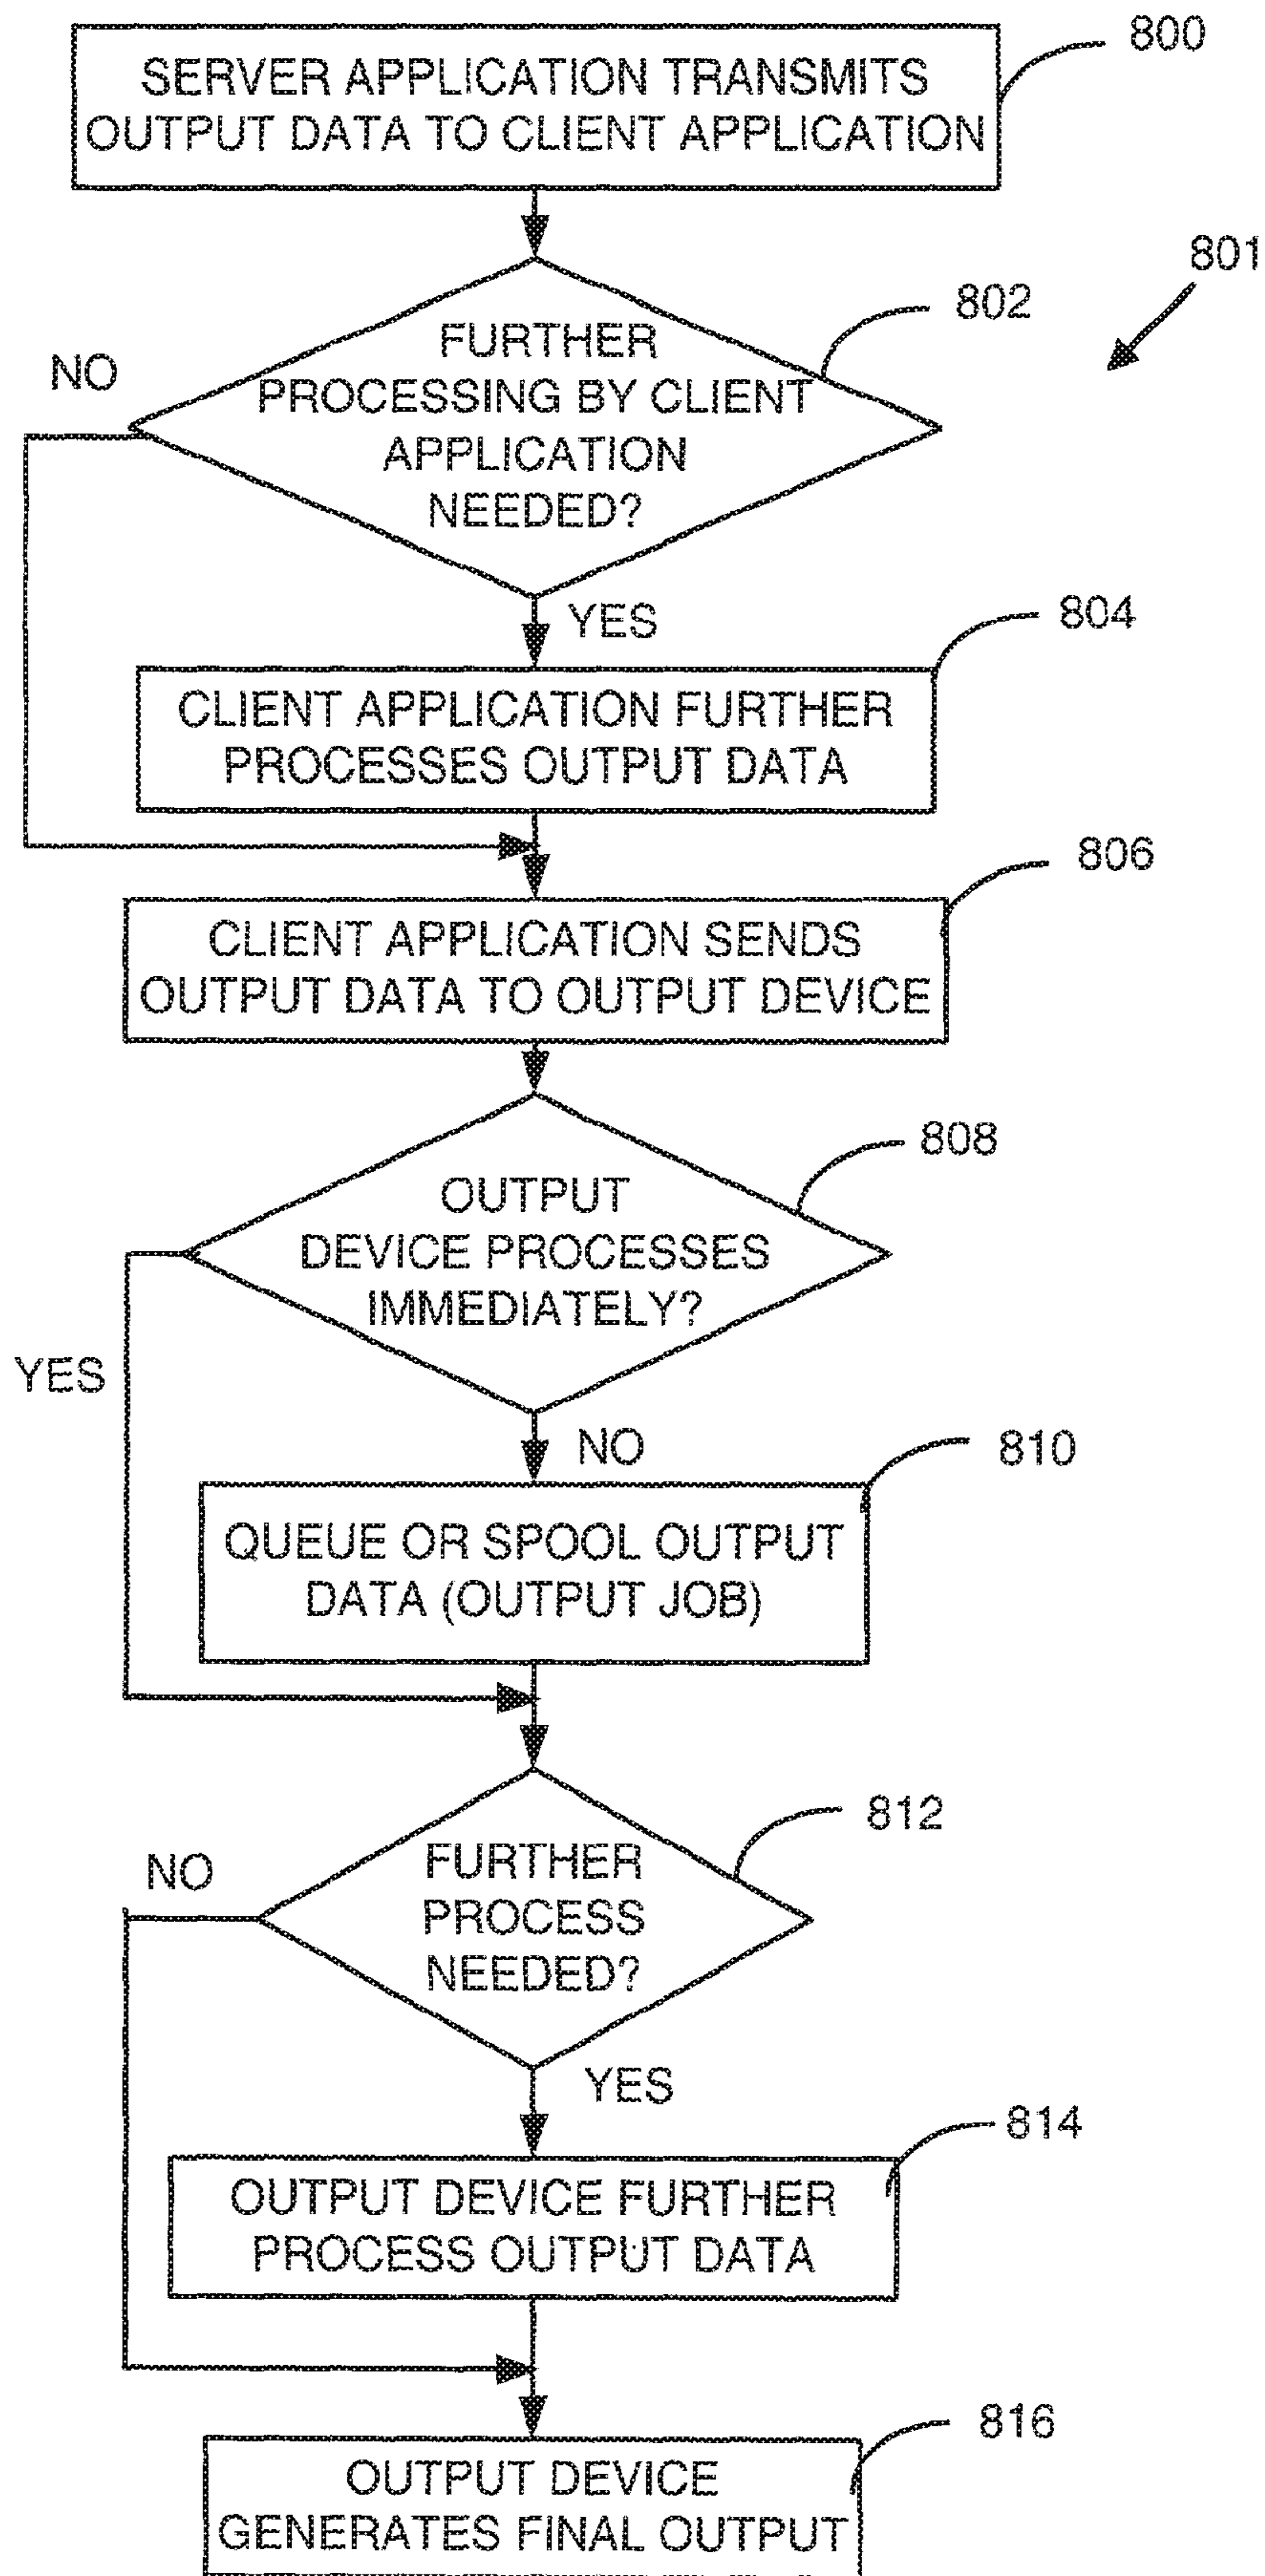 800
SERVER APPLICATION TRANSMITS
OUTPUT DATA TO CLIENT APPLICATION
801
802
FURTHER
PROCESSING BY CLIENT
APPLICATION
NEEDED?
NO
YES
804
CLIENT APPLICATION FURTHER
PROCESSES OUTPUT DATA
806
CLIENT APPLICATION SENDS
OUTPUT DATA TO OUTPUT DEVICE
808
OUTPUT
DEVICE PROCESSES
IMMEDIATELY?
YES
NO
810
QUEUE OR SPOOL OUTPUT
DATA (OUTPUT JOB)
812
FURTHER
PROCESS
NEEDED?
NO
YES
814
OUTPUT DEVICE FURTHER
PROCESS OUTPUT DATA
816
OUTPUT DEVICE
GENERATES FINAL OUTPUT